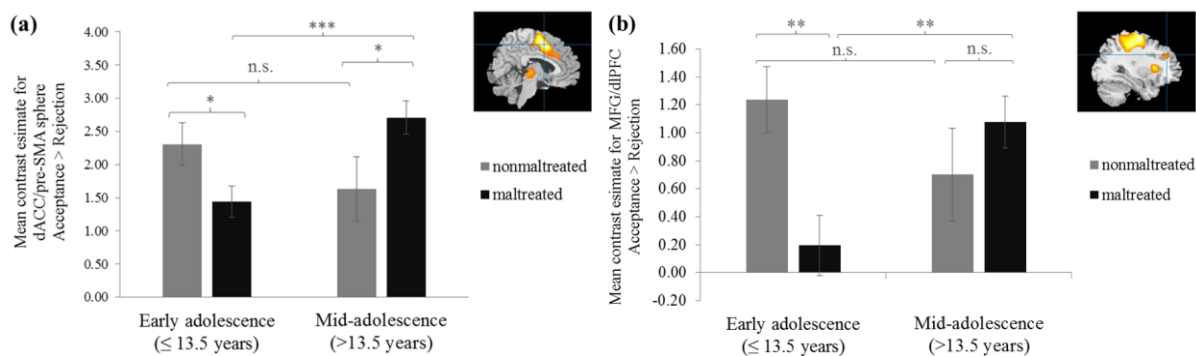 (a)
Mean contrast esimate for
dACC/pre-SMA sphere
Acceptance > Rejection
4.00
3.50
3.00
2.50
2.00
1.50
1.00
0.50
0.00
***
n.s.
*
*
Early adolescence
(≤ 13.5 years)
Mid-adolescence
(>13.5 years)
nonmaltreated
maltreated
(b)
Mean contrast esimate for MFG/dlPFC
Acceptance > Rejection
1.60
1.40
1.20
1.00
0.80
0.60
0.40
0.20
0.00
-0.20
**
**
n.s.
n.s.
Early adolescence
(≤ 13.5 years)
Mid-adolescence
(>13.5 years)
nonmaltreated
maltreated